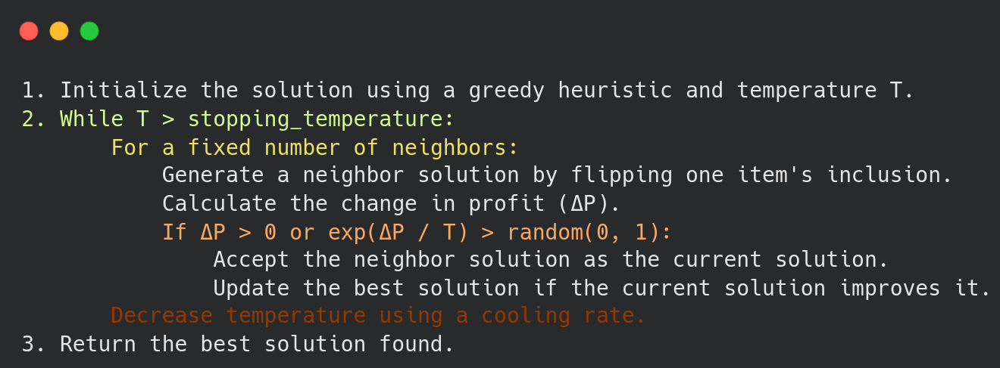 1. Initialize the solution using a greedy heuristic and temperature T.
2. While T > stopping_temperature:
For a fixed number of neighbors:
Generate a neighbor solution by flipping one item's inclusion.
Calculate the change in profit (ΔP).
If ΔP > 0 or exp(ΔP / T) > random(0, 1):
Accept the neighbor solution as the current solution.
Update the best solution if the current solution improves it.
Decrease temperature using a cooling rate.
3. Return the best solution found.